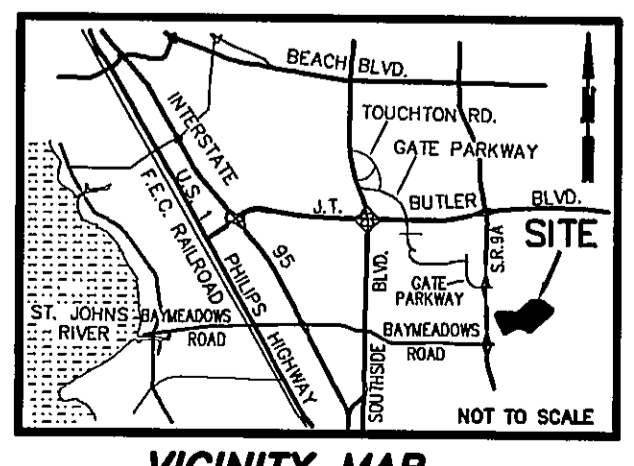 BEACH BLVD.
INTERSTATE
95
TOUCHTON RD.
GATE PARKWAY
U.S. 1
F.E.C. RAILROAD
PHILIPS HIGHWAY
J.T. BUTLER BLVD.
S.R.9A
SITE
BLVD.
SOUTHSIDE
GATE
PARKWAY
ST. JOHNS
RIVER
BAYMEADOWS
ROAD
BAYMEADOWS
ROAD
NOT TO SCALE
VICINITY MAP